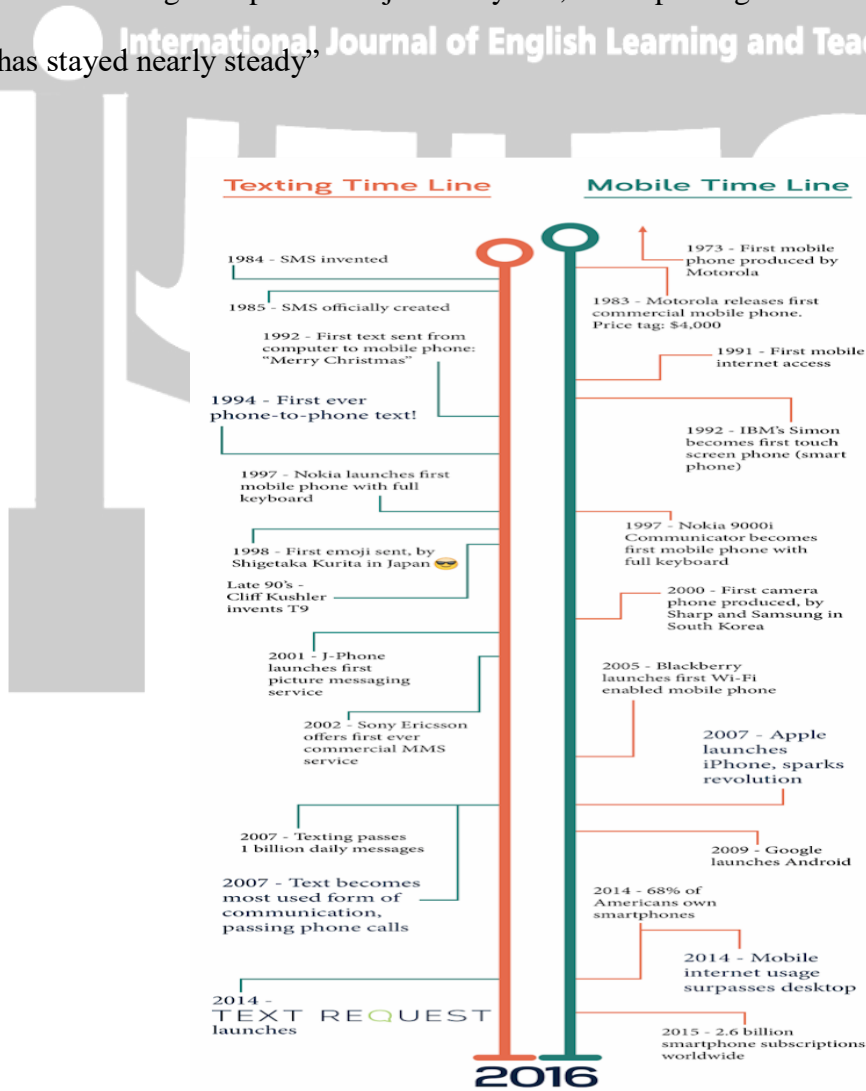 International Journal of English Learning and Tea
has stayed nearly steady”
Texting Time Line
1984 - SMS invented
1985 - SMS officially created
1992 - First text sent from
computer to mobile phone:
“Merry Christmas”
1994 - First ever
phone-to-phone text!
1997 - Nokia launches first
mobile phone with full
keyboard
1998 - First emoji sent, by
Shigetaka Kurita in Japan 😎
Late 90's -
Cliff Kushler
invents T9
2001 - J-Phone
launches first
picture messaging
service
2002 - Sony Ericsson
offers first ever
commercial MMS
service
2007 - Texting passes
1 billion daily messages
2007 - Text becomes
most used form of
communication,
passing phone calls
2014 -
TEXT REQUEST
launches
Mobile Time Line
1973 - First mobile
phone produced by
Motorola
1983 - Motorola releases first
commercial mobile phone.
Price tag: $4,000
1991 - First mobile
internet access
1992 - IBM's Simon
becomes first touch
screen phone (smart
phone)
1997 - Nokia 9000i
Communicator becomes
first mobile phone with
full keyboard
2000 - First camera
phone produced, by
Sharp and Samsung in
South Korea
2005 - Blackberry
launches first Wi-Fi
enabled mobile phone
2007 - Apple
launches
iPhone, sparks
revolution
2009 - Google
launches Android
2014 - 68% of
Americans own
smartphones
2014 - Mobile
internet usage
surpasses desktop
2015 - 2.6 billion
smartphone subscriptions
worldwide
2016